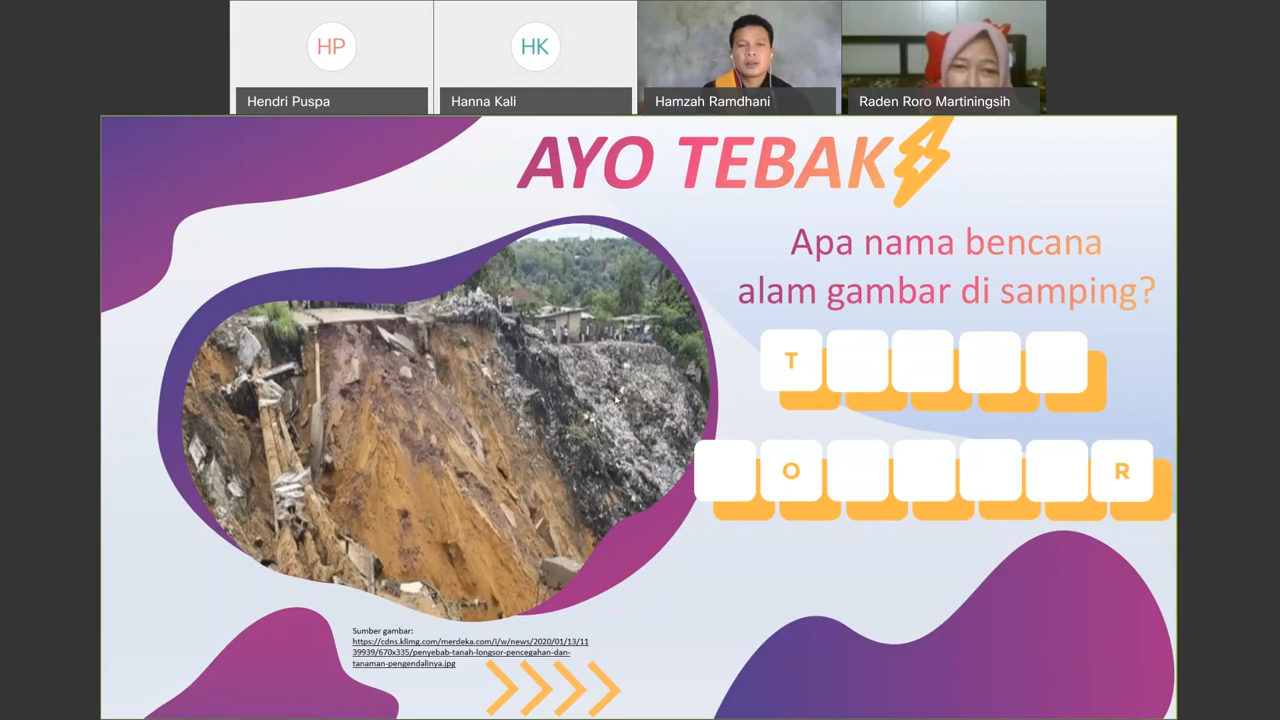 HP
HK
Hendri Puspa
Hanna Kali
Hamzah Ramdhani
Raden Roro Martiningsih
AYO TEBAK
Apa nama bencana
alam gambar di samping?
T
O R
Sumber gambar:
https://cdns.klimg.com/merdeka.com/i/w/news/2020/01/13/11
39939/670x335/penyebab-tanah-longsor-pencegahan-dan-
tanaman-pengendalinya.jpg